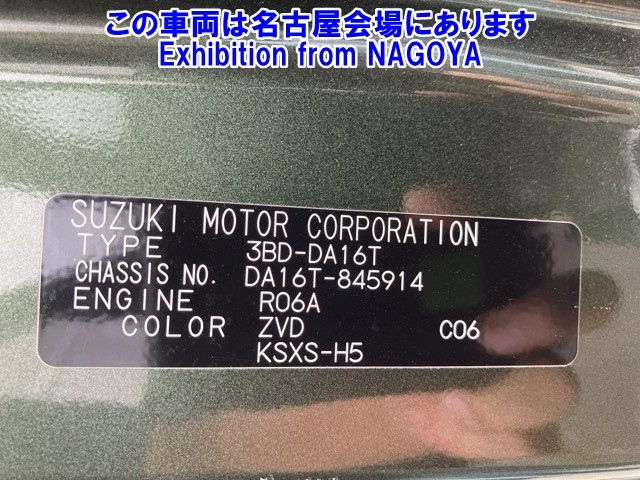 この車両は名古屋会場にあります
Exhibition from NAGOYA
SUZUKI MOTOR CORPORATION
TYPE 3BD-DA16T
CHASSIS NO. DA16T-845914
ENGINE R06A
COLOR ZVD C06
KSXS-H5